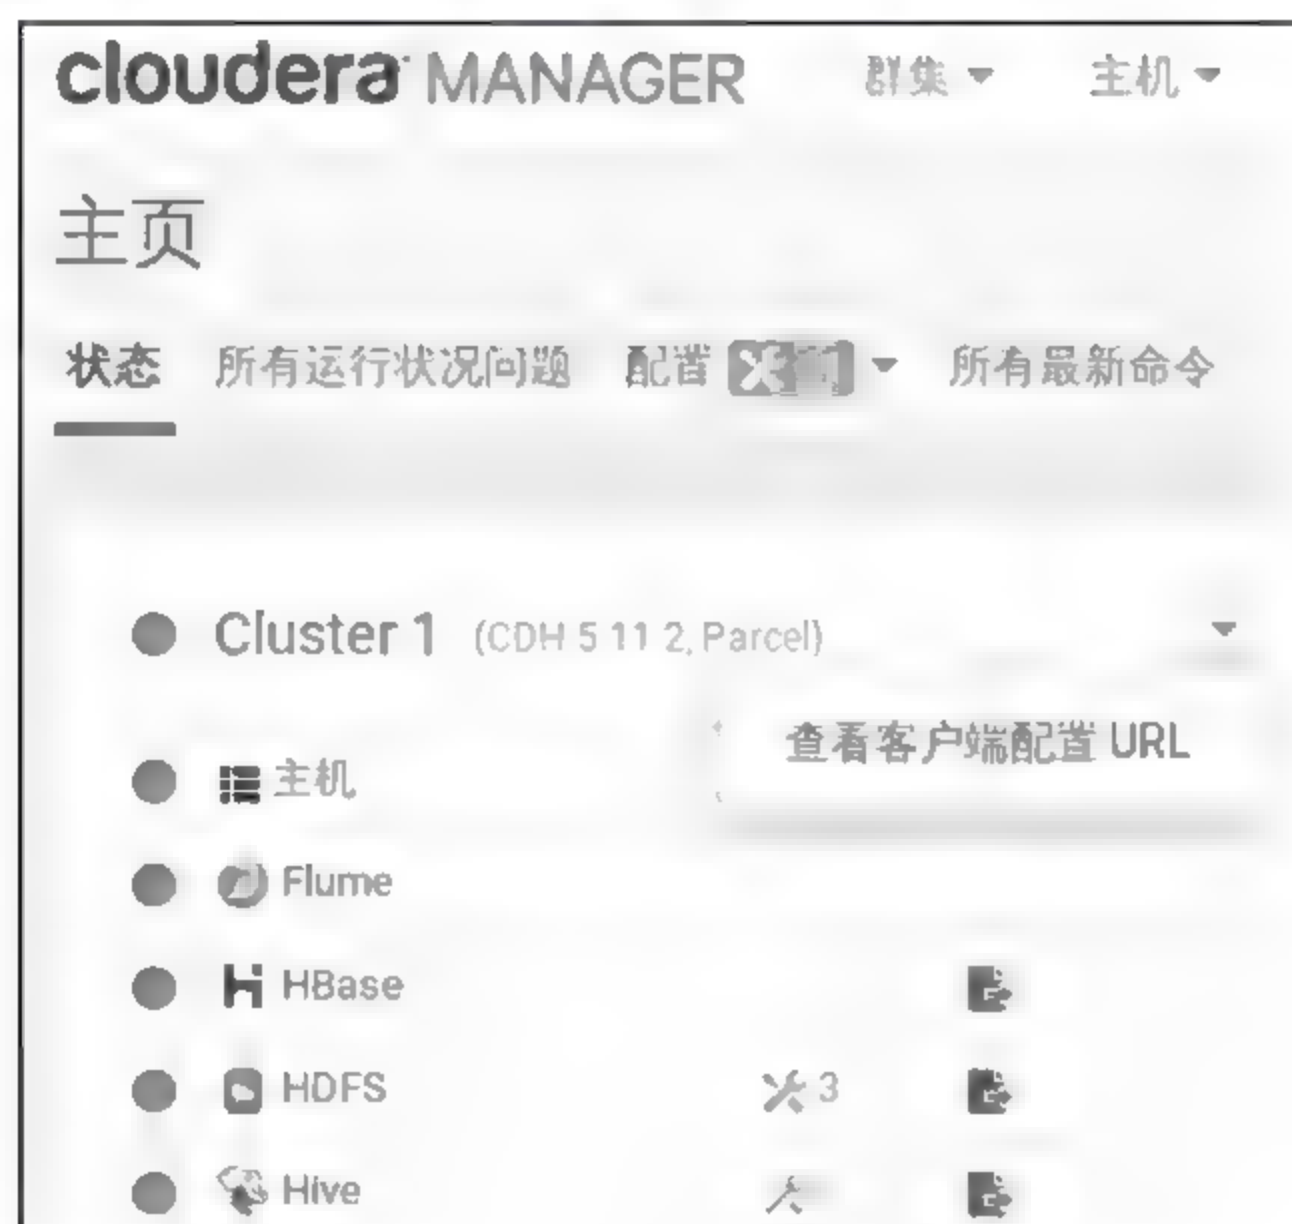 cloudera MANAGER 群集 主机
主页
状态 所有运行状况问题 配置 所有最新命令
Cluster 1 (CDH 5 11 2, Parcel)
查看客户端配置 URL
主机
Flume
HBase
HDFS 3
Hive